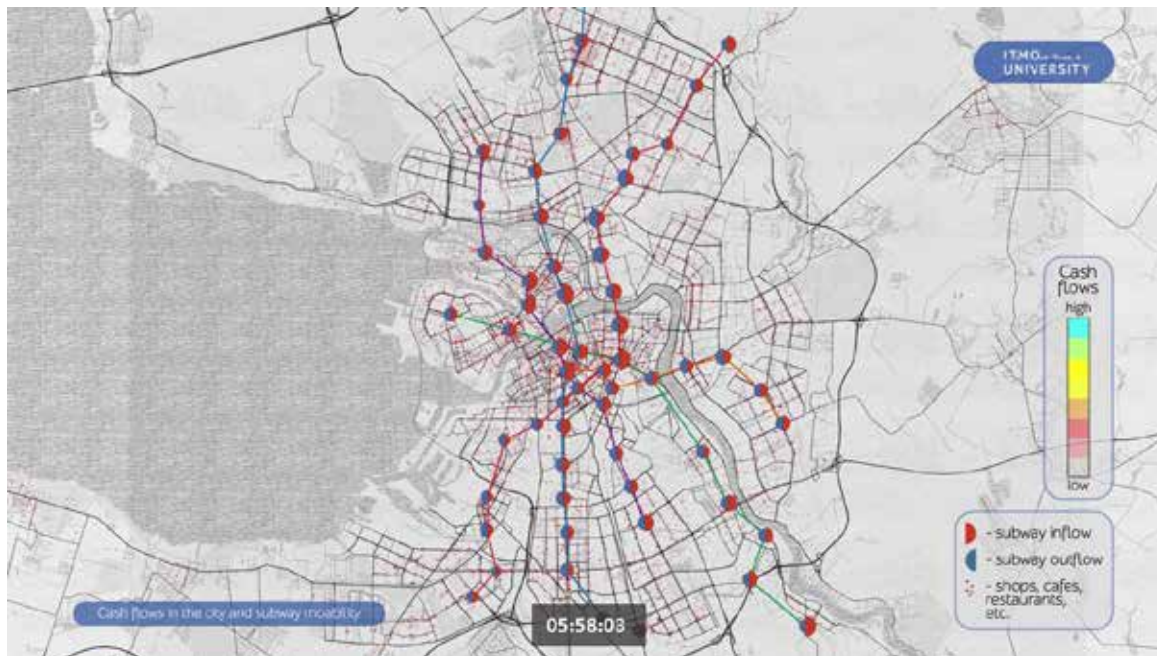 ITMO
UNIVERSITY
Cash
flows
high
low
- subway inflow
- subway outflow
- shops, cafes,
restaurants,
etc.
Cash flows in the city and subway mobility
05:58:03